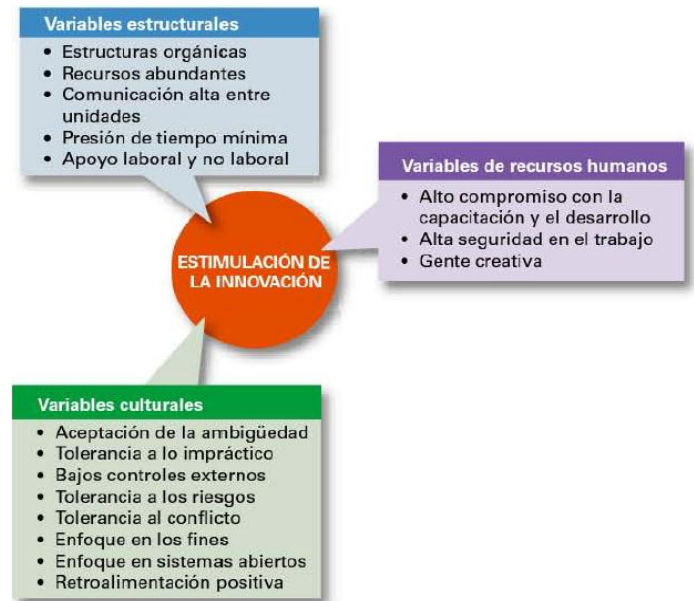 Variables estructurales
• Estructuras orgánicas
• Recursos abundantes
• Comunicación alta entre
unidades
• Presión de tiempo mínima
• Apoyo laboral y no laboral
Variables de recursos humanos
• Alto compromiso con la
capacitación y el desarrollo
• Alta seguridad en el trabajo
• Gente creativa
ESTIMULACIÓN DE
LA INNOVACIÓN
Variables culturales
• Aceptación de la ambigüedad
• Tolerancia a lo impráctico
• Bajos controles externos
• Tolerancia a los riesgos
• Tolerancia al conflicto
• Enfoque en los fines
• Enfoque en sistemas abiertos
• Retroalimentación positiva